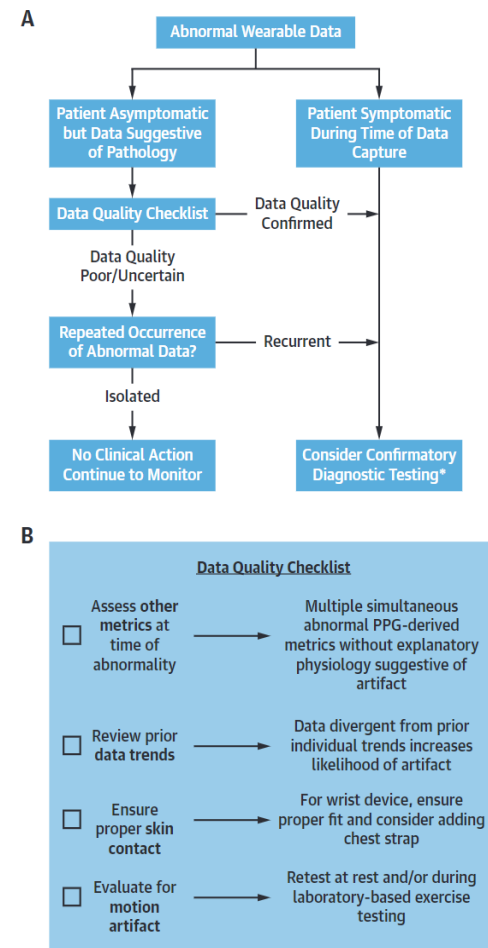 A
Abnormal Wearable Data
Patient Asymptomatic
but Data Suggestive
of Pathology
Patient Symptomatic
During Time of Data
Capture
Data Quality Checklist
Data Quality
Confirmed
Data Quality
Poor/Uncertain
Repeated Occurrence
of Abnormal Data?
Recurrent
Isolated
No Clinical Action
Continue to Monitor
Consider Confirmatory
Diagnostic Testing*
B
Data Quality Checklist
Assess other
metrics at
time of
abnormality
Multiple simultaneous
abnormal PPG-derived
metrics without explanatory
physiology suggestive of
artifact
Review prior
data trends
Data divergent from prior
individual trends increases
likelihood of artifact
Ensure
proper skin
contact
For wrist device, ensure
proper fit and consider adding
chest strap
Evaluate for
motion
artifact
Retest at rest and/or during
laboratory-based exercise
testing